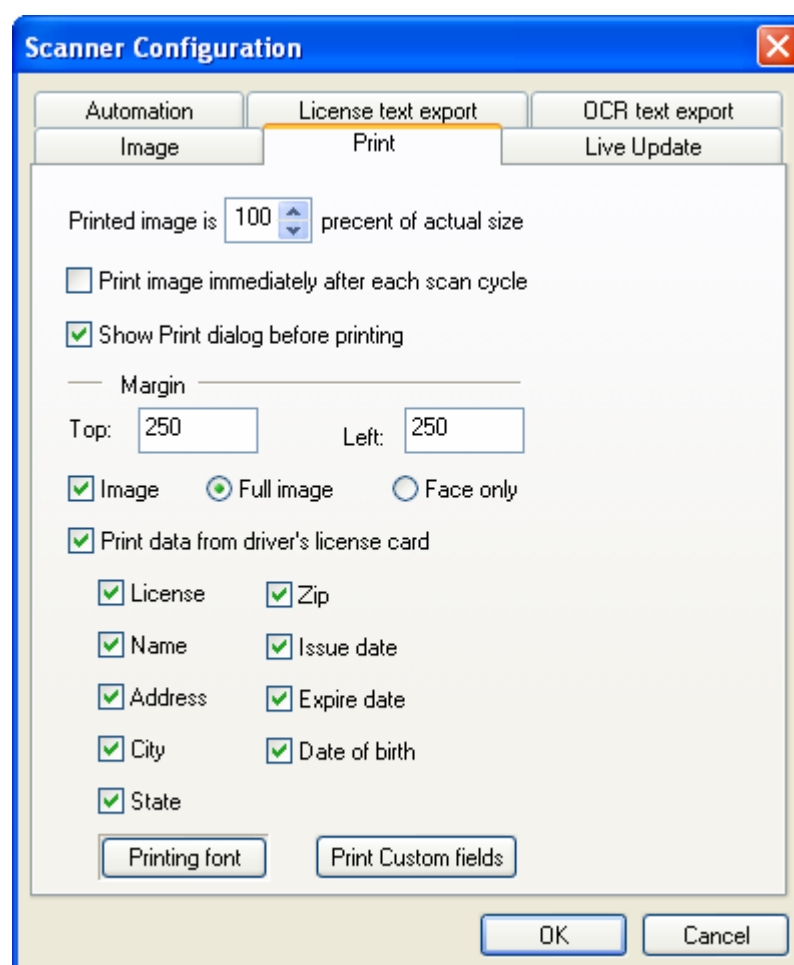 Scanner Configuration
Automation License text export OCR text export
Image Print Live Update
Printed image is 100 precent of actual size
Print image immediately after each scan cycle
Show Print dialog before printing
Margin
Top: 250 Left: 250
Image Full image Face only
Print data from driver's license card
License Zip
Name Issue date
Address Expire date
City Date of birth
State
Printing font Print Custom fields
OK Cancel